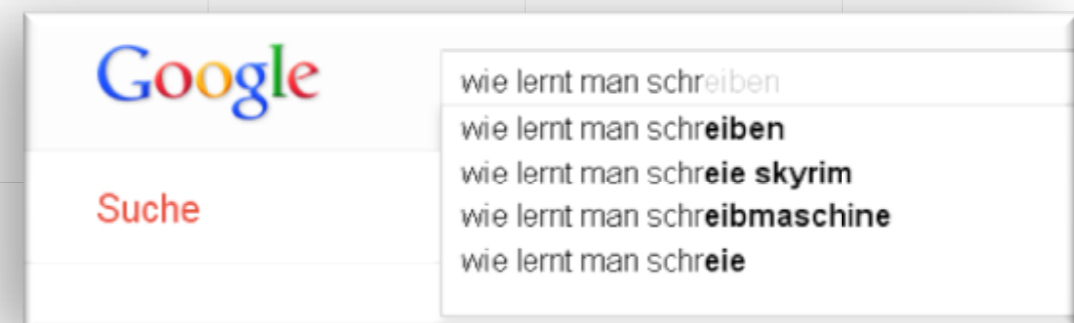 Google
wie lernt man schreiben
wie lernt man schreiben
wie lernt man schreie skyrim
Suche
wie lernt man schreibmaschine
wie lernt man schreie